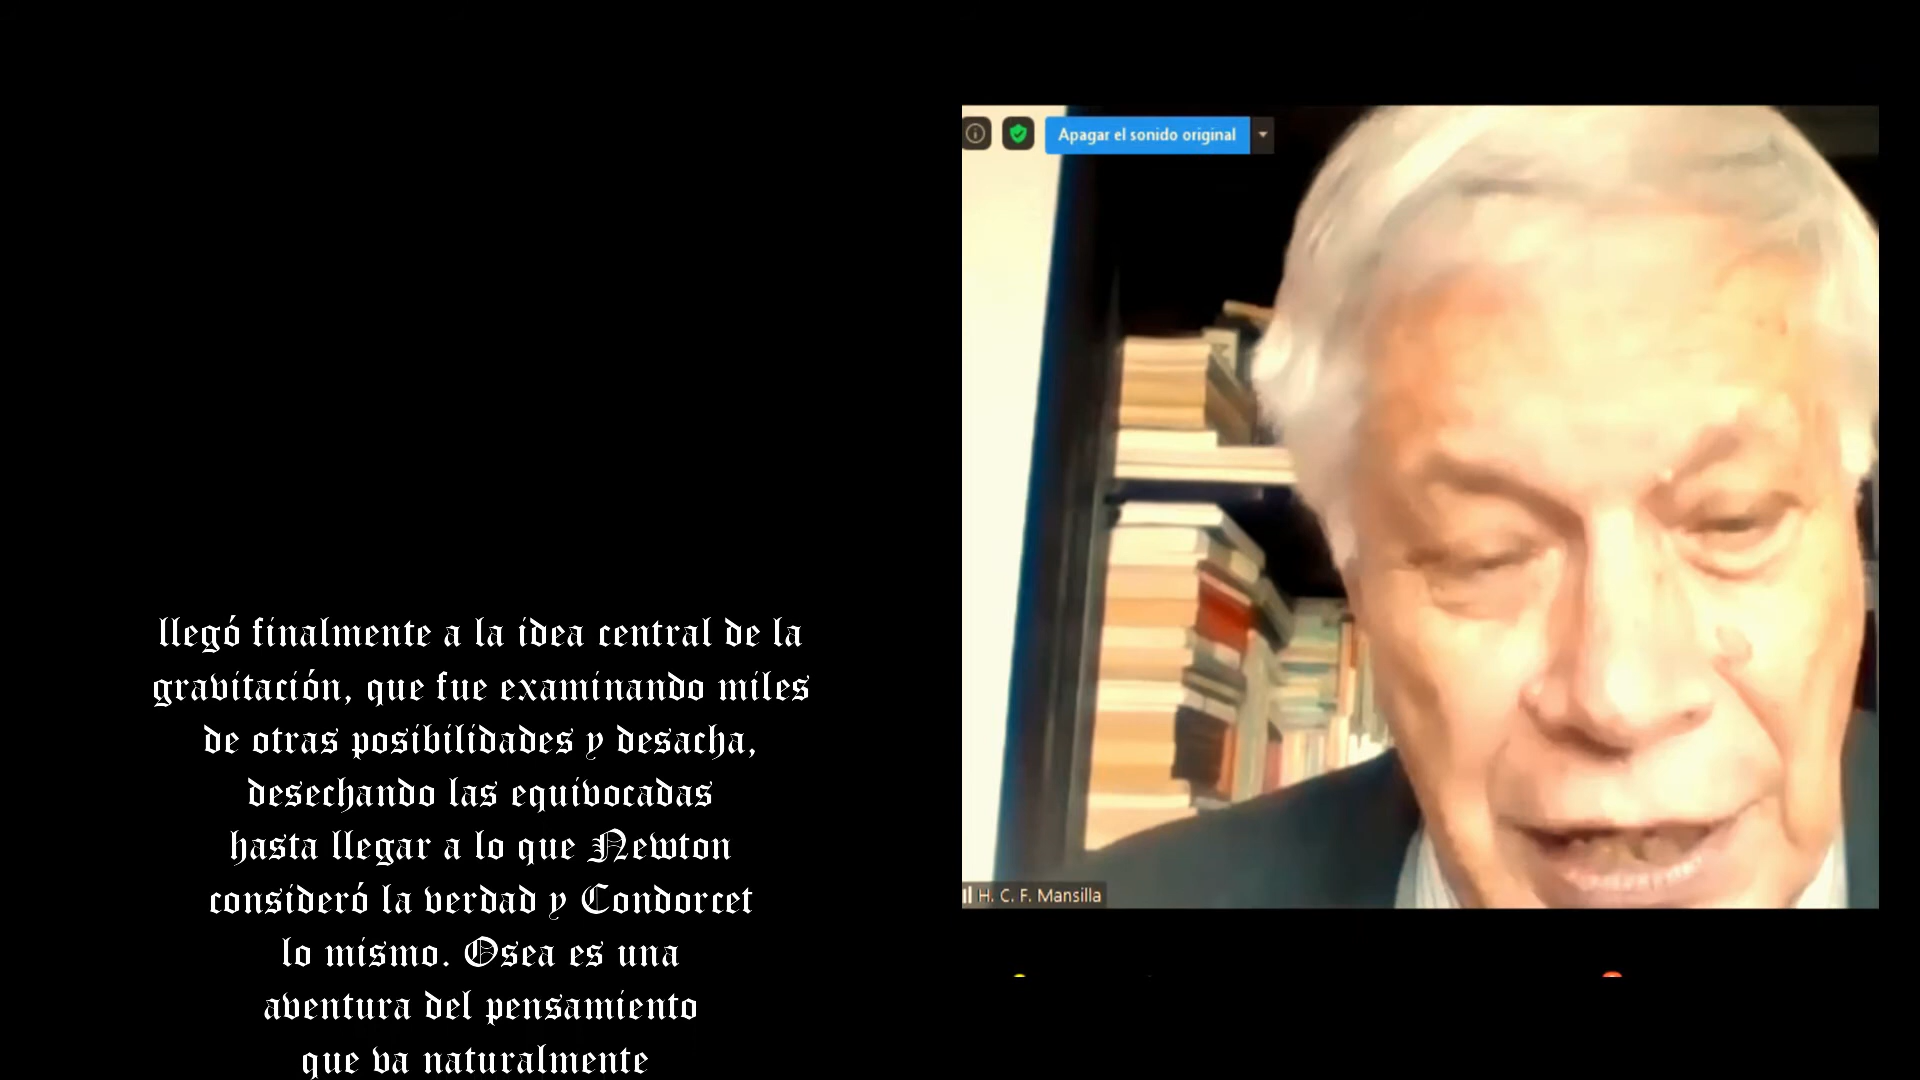 llegó finalmente a la idea central de la
gravitación, que fue examinando miles
de otras posibilidades y desacha,
desechando las equivocadas
hasta llegar a lo que Newton
consideró la verdad y Condorcet
lo mismo. Osea es una
aventura del pensamiento
que va naturalmente
Apagar el sonido original
H. C. F. Mansilla